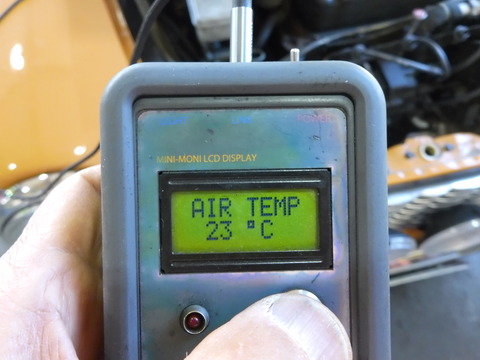 MINI-MONI LCD DISPLAY
AIR TEMP
23 °C